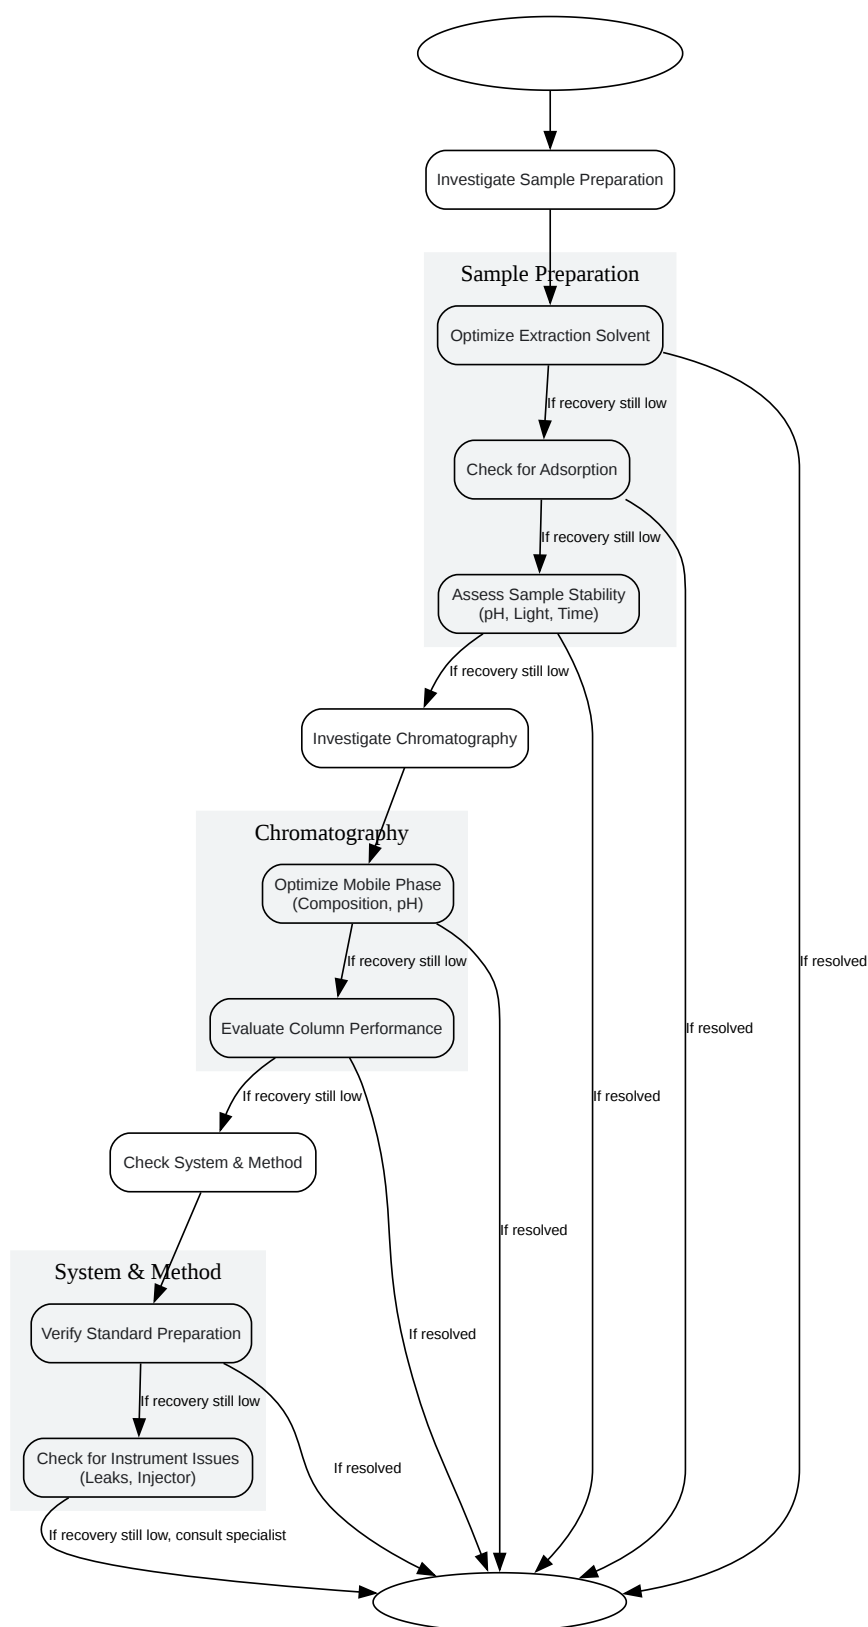 Investigate Sample Preparation
Sample Preparation
Optimize Extraction Solvent
If recovery still low
Check for Adsorption
If recovery still low
Assess Sample Stability
(pH, Light, Time)
If recovery still low
Investigate Chromatography
Chromatography
Optimize Mobile Phase
(Composition, pH)
If recovery still low
If resolved
Evaluate Column Performance
If resolved
If recovery still low
If resolved
Check System & Method
If resolved
System & Method
Verify Standard Preparation
If resolved
If recovery still low
Check for Instrument Issues
(Leaks, Injector)
If resolved
If recovery still low, consult specialist